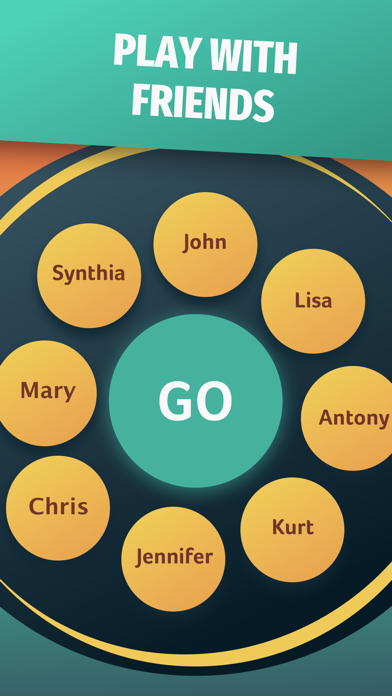 PLAY WITH
FRIENDS
John
Synthia
Lisa
Mary
GO
Antony
Chris
Kurt
Jennifer